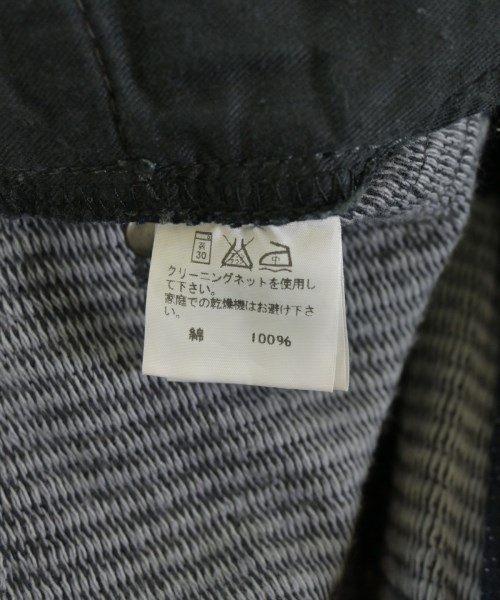 弱
30
中
クリーニングネットを使用し
て下さい。
家庭での乾燥機はお避け下さ
い。
綿 100%